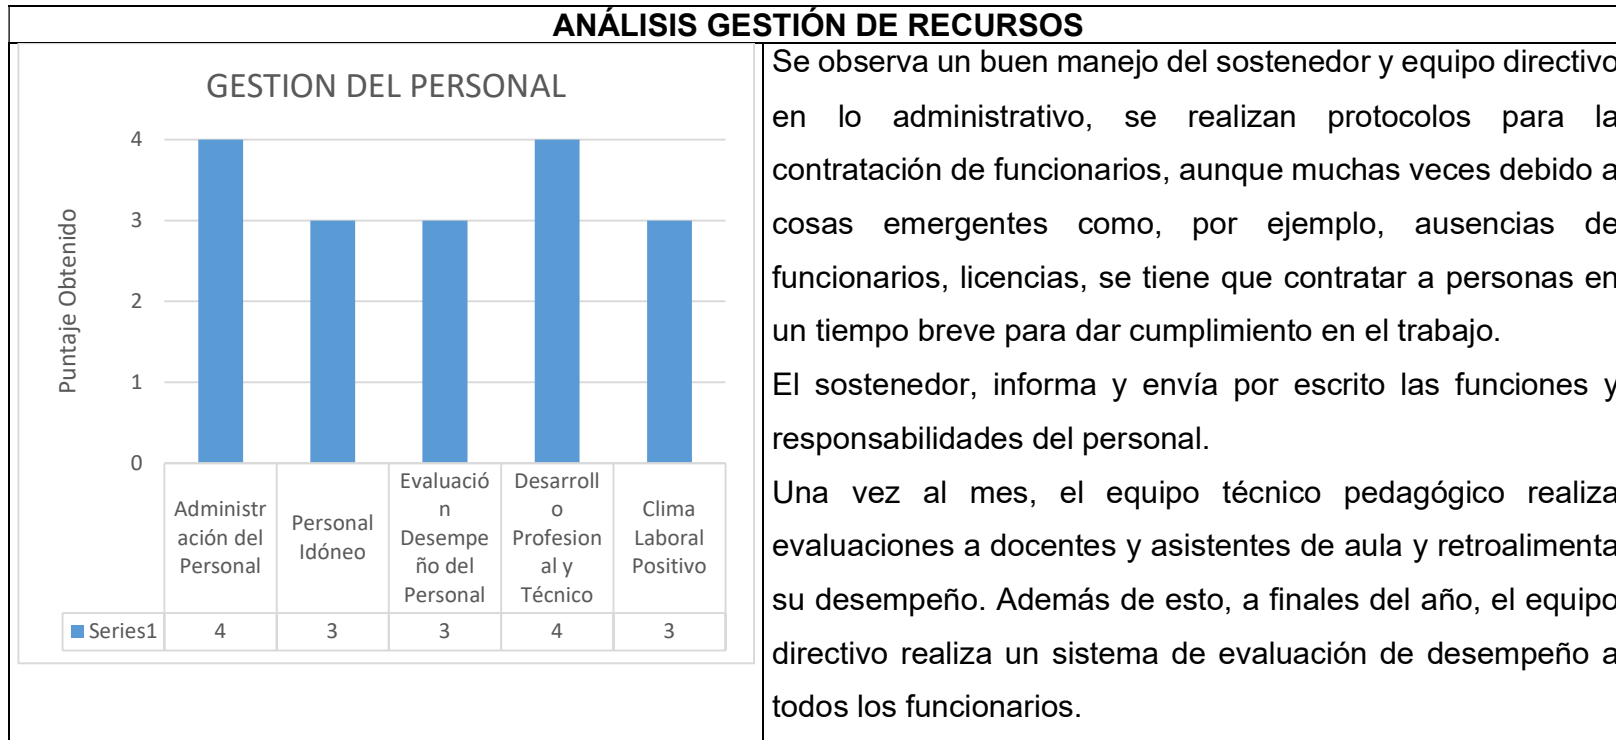 ANÁLISIS GESTIÓN DE RECURSOS
GESTION DEL PERSONAL
Puntaje Obtenido
4
3
2
1
0
Administr
ación del
Personal
Personal
Idóneo
Evaluació
n
Desempe
ño del
Personal
Desarroll
o
Profesion
al y
Técnico
Clima
Laboral
Positivo
Series1 4 3 3 4 3
Se observa un buen manejo del sostenedor y equipo directivo
en lo administrativo, se realizan protocolos para la
contratación de funcionarios, aunque muchas veces debido a
cosas emergentes como, por ejemplo, ausencias de
funcionarios, licencias, se tiene que contratar a personas en
un tiempo breve para dar cumplimiento en el trabajo.
El sostenedor, informa y envía por escrito las funciones y
responsabilidades del personal.
Una vez al mes, el equipo técnico pedagógico realiza
evaluaciones a docentes y asistentes de aula y retroalimenta
su desempeño. Además de esto, a finales del año, el equipo
directivo realiza un sistema de evaluación de desempeño a
todos los funcionarios.